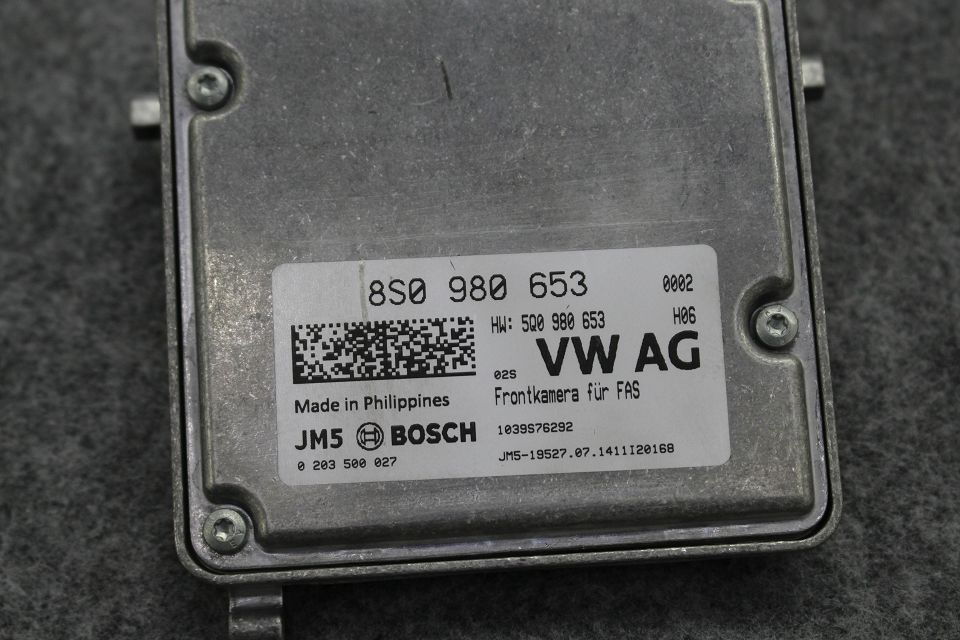 8S0 980 653 0002
HW: 5Q0 980 653 H06
02S VW AG
Frontkamera für FAS
Made in Philippines
JM5 BOSCH
0 203 500 027
1039S76292
JM5-19527.07.1411I20168